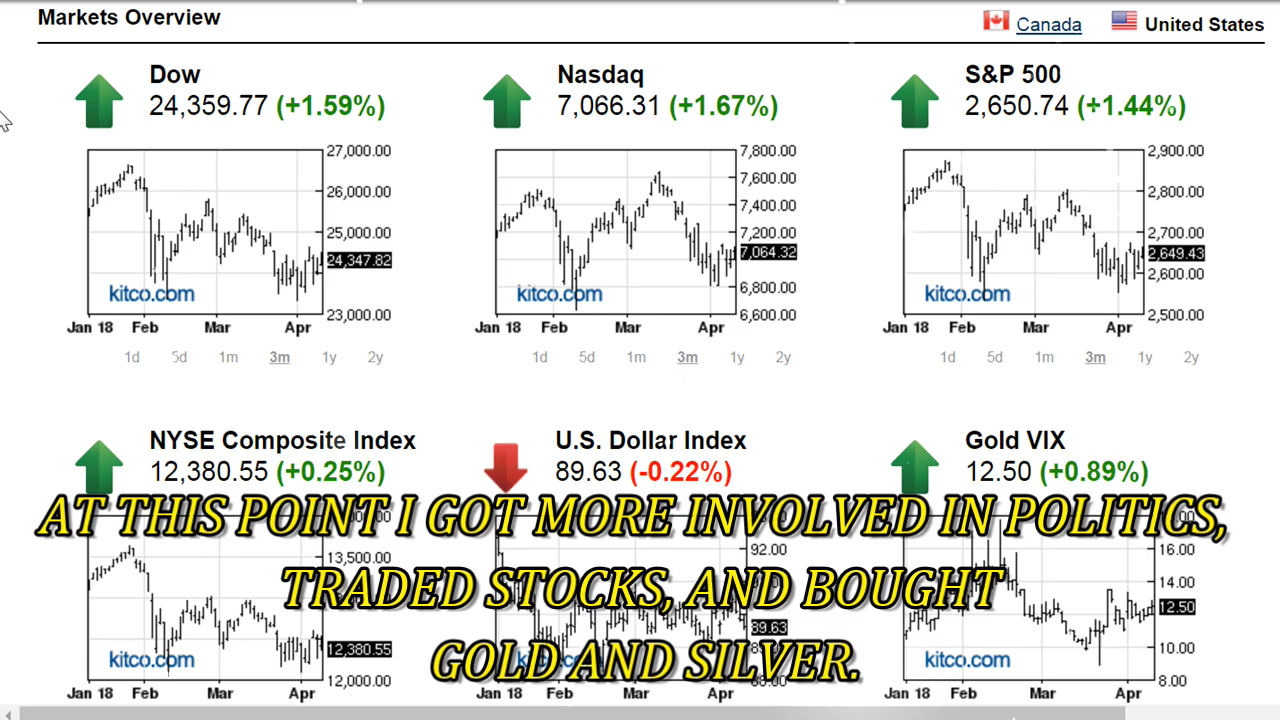 Markets Overview
Canada United States
Dow
24,359.77 (+1.59%)
27,000.00
26,000.00
25,000.00
24,347.82
23,000.00
kitco.com
Jan 18 Feb Mar Apr
1d 5d 1m 3m 1y 2y
Nasdaq
7,066.31 (+1.67%)
7,800.00
7,600.00
7,400.00
7,200.00
7,064.32
6,800.00
6,600.00
kitco.com
Jan 18 Feb Mar Apr
1d 5d 1m 3m 1y 2y
S&P 500
2,650.74 (+1.44%)
2,900.00
2,800.00
2,700.00
2,649.43
2,600.00
2,500.00
kitco.com
Jan 18 Feb Mar Apr
1d 5d 1m 3m 1y 2y
NYSE Composite Index
12,380.55 (+0.25%)
13,500.00
12,380.55
12,000.00
kitco.com
Jan 18 Feb Mar Apr
U.S. Dollar Index
89.63 (-0.22%)
92.00
89.63
Jan 18 Feb Mar Apr
Gold VIX
12.50 (+0.89%)
16.00
14.00
12.50
10.00
8.00
kitco.com
Jan 18 Feb Mar Apr
AT THIS POINT I GOT MORE INVOLVED IN POLITICS,
TRADED STOCKS, AND BOUGHT
GOLD AND SILVER.